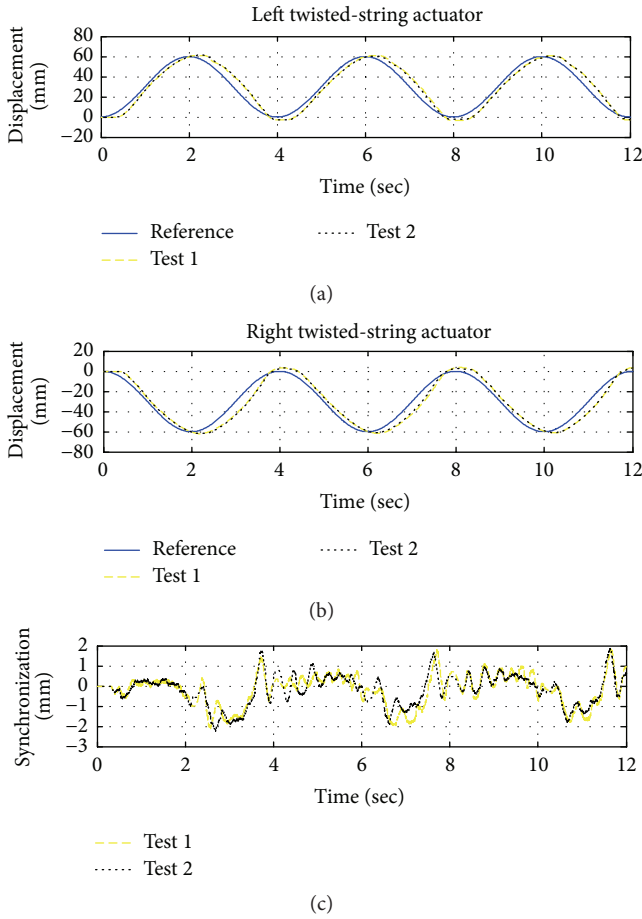 Left twisted-string actuator
80
60
40
20
0
−20
Displacement
(mm)
0 2 4 6 8 10 12
Time (sec)
Reference
Test 1
Test 2
(a)
Right twisted-string actuator
20
0
−20
−40
−60
−80
Displacement
(mm)
0 2 4 6 8 10 12
Time (sec)
Reference
Test 1
Test 2
(b)
2
1
0
−1
−2
−3
Synchronization
(mm)
0 2 4 6 8 10 12
Time (sec)
Test 1
Test 2
(c)